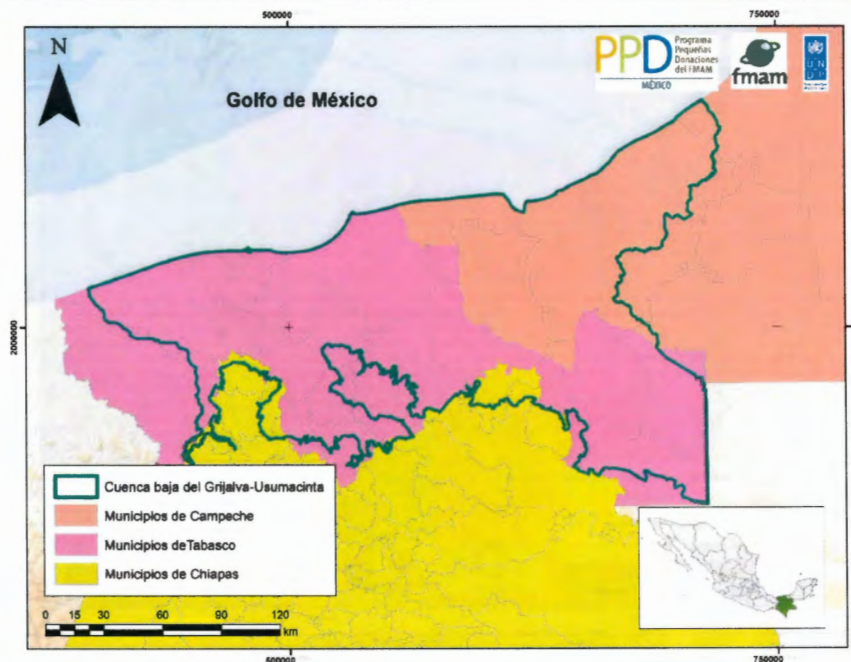 500000
750000
N
Golfo de México
PPD
Programa
Pequeñas
Donaciones
del FMAM
MÉXICO
fmam
U N
D P
2000000
2000000
Cuenca baja del Grijalva-Usumacinta
Municipios de Campeche
Municipios deTabasco
Municipios de Chiapas
0 15 30 60 90 120
km
500000
750000